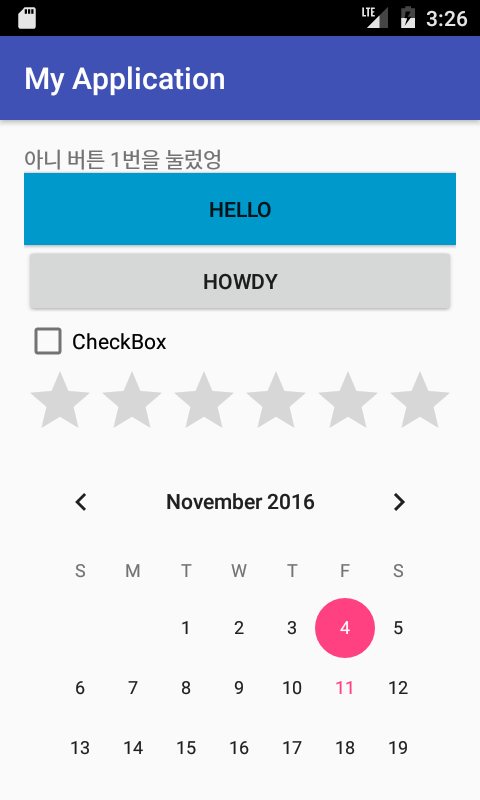 LTE 3:26
My Application
아니 버튼 1번을 눌렀엉
HELLO
HOWDY
CheckBox
November 2016
S M T W T F S
1 2 3 4 5
6 7 8 9 10 11 12
13 14 15 16 17 18 19